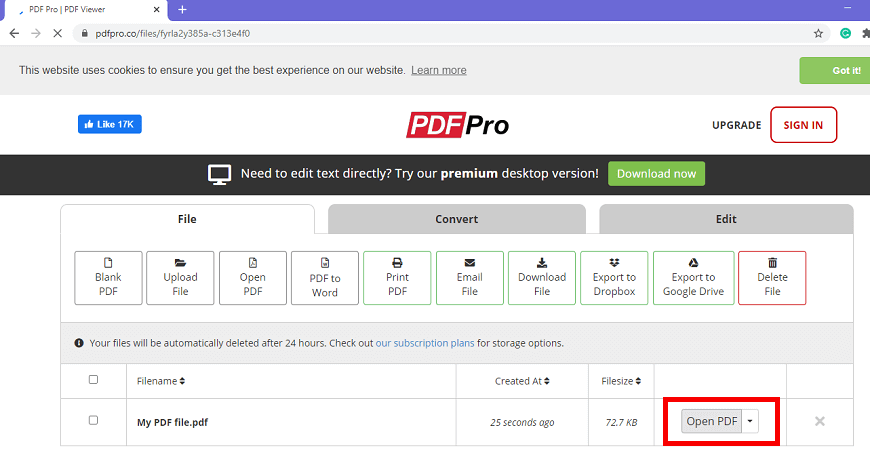 PDF Pro | PDF Viewer
pdfpro.co/files/fyrla2y385a-c313e4f0
This website uses cookies to ensure you get the best experience on our website. Learn more
Got it!
Like 17K
PDF Pro
UPGRADE
SIGN IN
Need to edit text directly? Try our premium desktop version!
Download now
File
Convert
Edit
Blank
PDF
Upload
File
Open
PDF
PDF to
Word
Print
PDF
Email
File
Download
File
Export to
Dropbox
Export to
Google Drive
Delete
File
Your files will be automatically deleted after 24 hours. Check out our subscription plans for storage options.
Filename
Created At
Filesize
My PDF file.pdf
25 seconds ago
72.7 KB
Open PDF